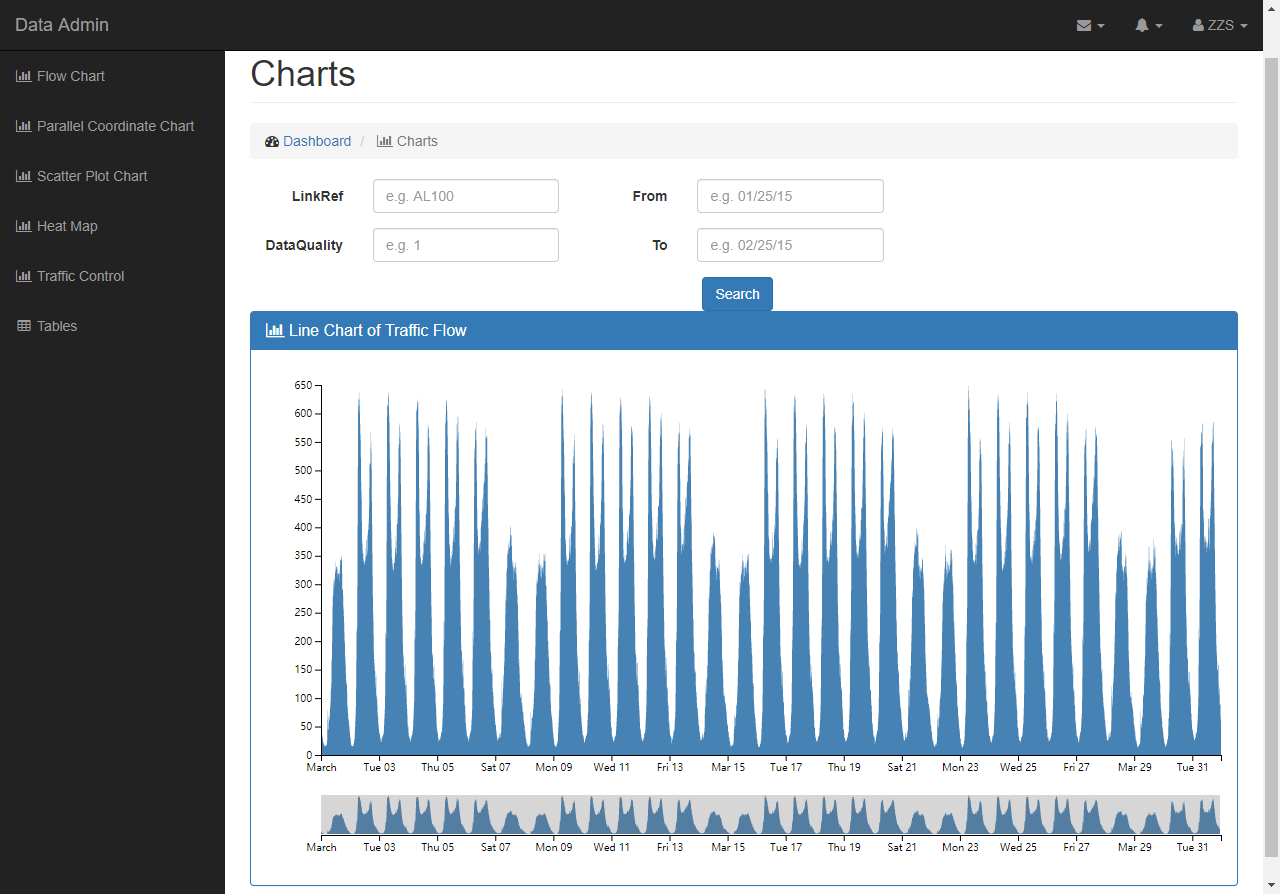 Data Admin
ZZS
Flow Chart
Parallel Coordinate Chart
Scatter Plot Chart
Heat Map
Traffic Control
Tables
Charts
Dashboard / Charts
LinkRef e.g. AL100 From e.g. 01/25/15
DataQuality e.g. 1 To e.g. 02/25/15
Search
Line Chart of Traffic Flow
650
600
550
500
450
400
350
300
250
200
150
100
50
0
March Tue 03 Thu 05 Sat 07 Mon 09 Wed 11 Fri 13 Mar 15 Tue 17 Thu 19 Sat 21 Mon 23 Wed 25 Fri 27 Mar 29 Tue 31
March Tue 03 Thu 05 Sat 07 Mon 09 Wed 11 Fri 13 Mar 15 Tue 17 Thu 19 Sat 21 Mon 23 Wed 25 Fri 27 Mar 29 Tue 31